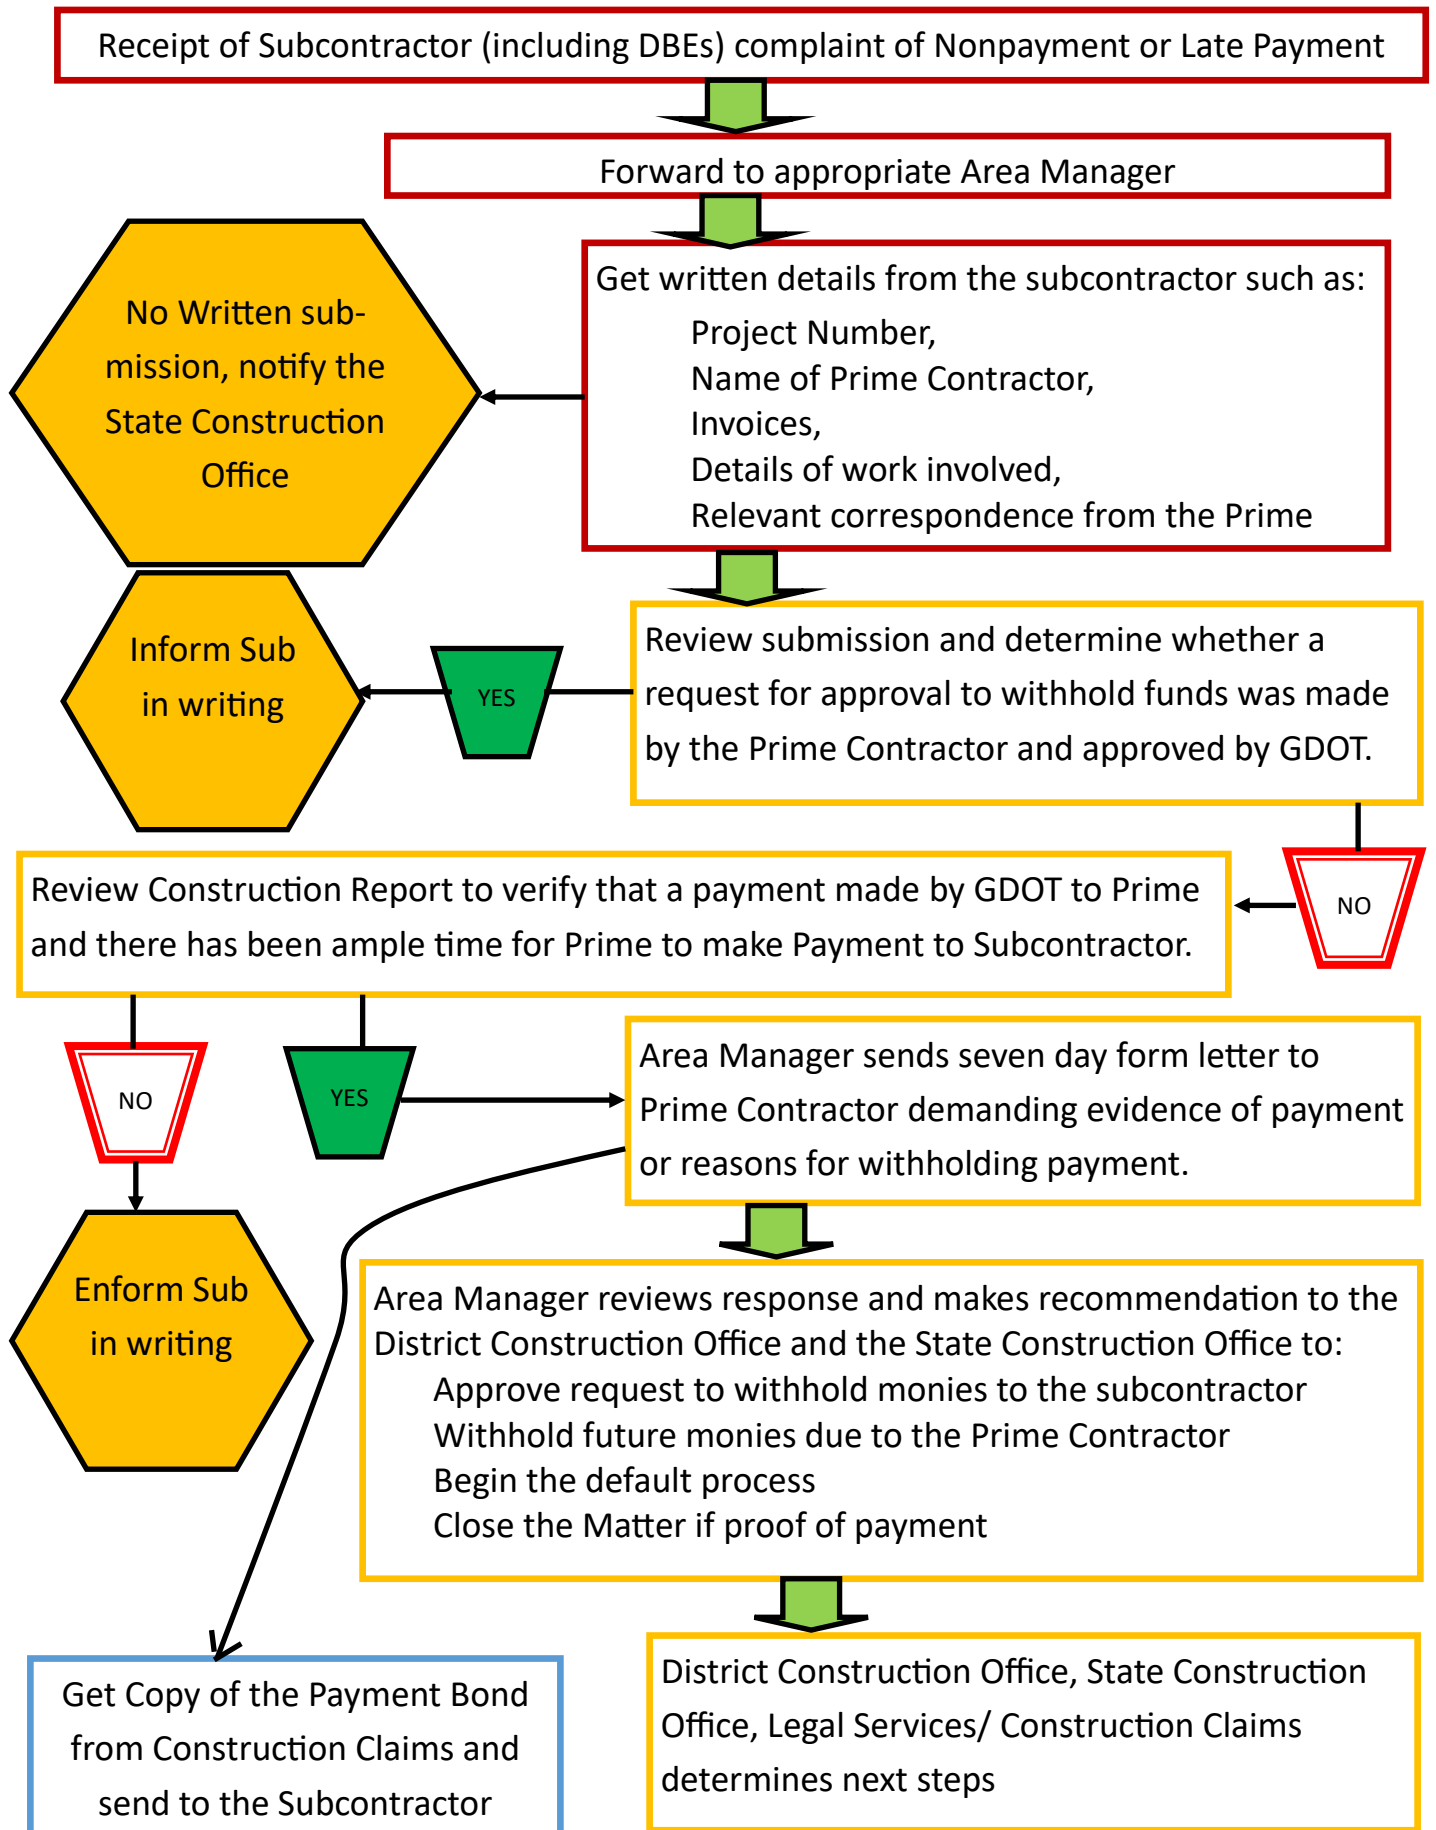 Receipt of Subcontractor (including DBEs) complaint of Nonpayment or Late Payment
Forward to appropriate Area Manager
Get written details from the subcontractor such as:
Project Number,
Name of Prime Contractor,
Invoices,
Details of work involved,
Relevant correspondence from the Prime
No Written sub-
mission, notify the
State Construction
Office
Review submission and determine whether a
request for approval to withhold funds was made
by the Prime Contractor and approved by GDOT.
YES
Inform Sub
in writing
NO
Review Construction Report to verify that a payment made by GDOT to Prime
and there has been ample time for Prime to make Payment to Subcontractor.
NO
YES
Enform Sub
in writing
Area Manager sends seven day form letter to
Prime Contractor demanding evidence of payment
or reasons for withholding payment.
Area Manager reviews response and makes recommendation to the
District Construction Office and the State Construction Office to:
Approve request to withhold monies to the subcontractor
Withhold future monies due to the Prime Contractor
Begin the default process
Close the Matter if proof of payment
Get Copy of the Payment Bond
from Construction Claims and
send to the Subcontractor
District Construction Office, State Construction
Office, Legal Services/ Construction Claims
determines next steps